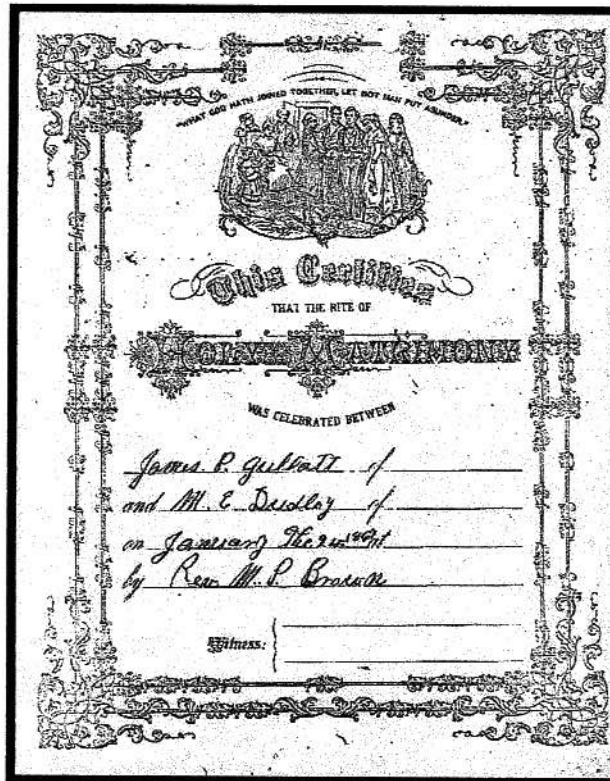 "WHAT GOD HATH JOINED TOGETHER, LET NOT MAN PUT ASUNDER."
This Certifies
THAT THE RITE OF
HOLY MATRIMONY
WAS CELEBRATED BETWEEN
James P. of
and M. E. Dudley of
on January The
by Rev M. P. Brown
Witness: